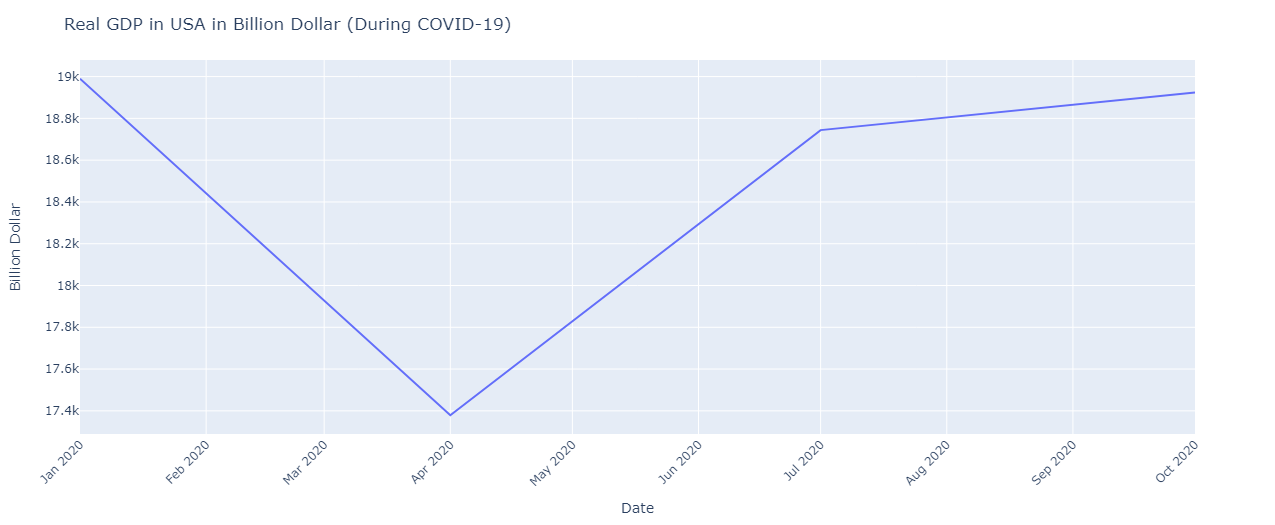 Real GDP in USA in Billion Dollar (During COVID-19)
19k
18.8k
18.6k
18.4k
18.2k
18k
17.8k
17.6k
17.4k
Billion Dollar
Jan 2020
Feb 2020
Mar 2020
Apr 2020
May 2020
Jun 2020
Jul 2020
Aug 2020
Sep 2020
Oct 2020
Date